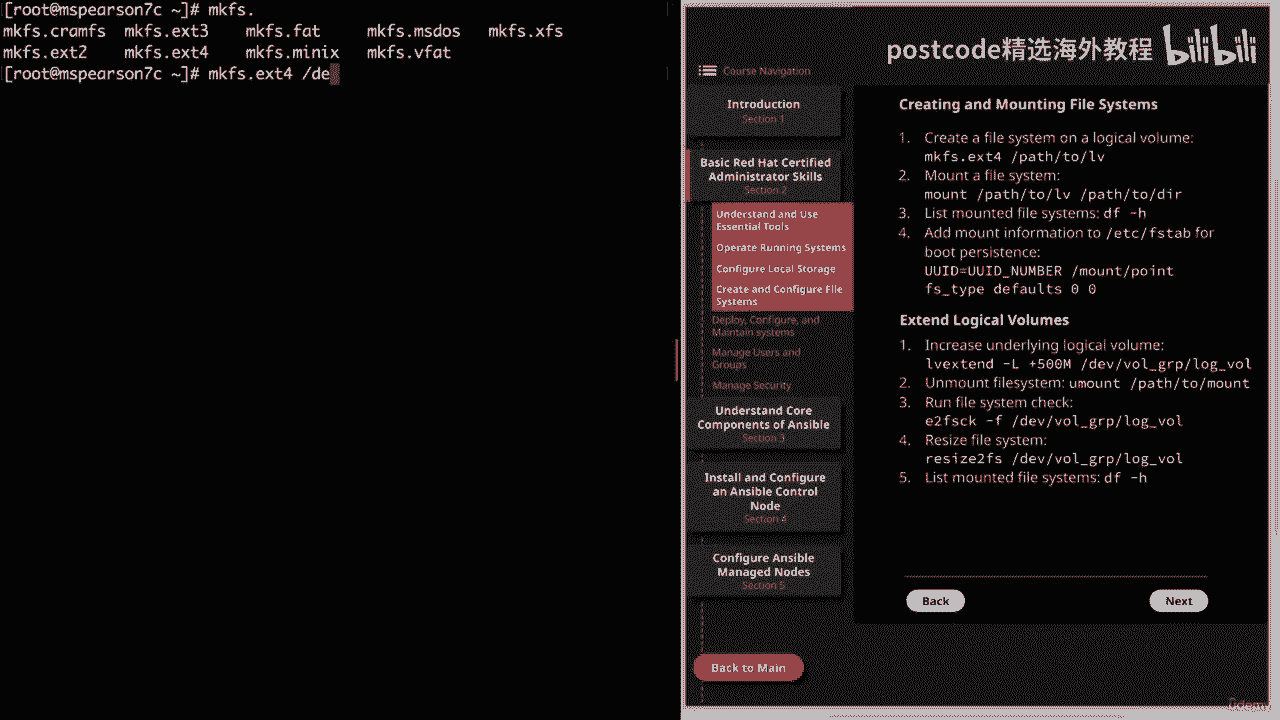 [root@mspearson7c ~]# mkfs.
mkfs.cramfs mkfs.ext3 mkfs.fat mkfs.msdos mkfs.xfs
mkfs.ext2 mkfs.ext4 mkfs.minix mkfs.vfat
[root@mspearson7c ~]# mkfs.ext4 /de
postcode精选海外教程 bilibili
Course Navigation
Introduction
Section 1
Basic Red Hat Certified
Administrator Skills
Section 2
Understand and Use
Essential Tools
Operate Running Systems
Configure Local Storage
Create and Configure File
Systems
Deploy, Configure, and
Maintain systems
Manage Users and
Groups
Manage Security
Understand Core
Components of Ansible
Section 3
Install and Configure
an Ansible Control
Node
Section 4
Configure Ansible
Managed Nodes
Section 5
Back to Main
Creating and Mounting File Systems
1. Create a file system on a logical volume:
mkfs.ext4 /path/to/lv
2. Mount a file system:
mount /path/to/lv /path/to/dir
3. List mounted file systems: df -h
4. Add mount information to /etc/fstab for
boot persistence:
UUID=UUID_NUMBER /mount/point
fs_type defaults 0 0
Extend Logical Volumes
1. Increase underlying logical volume:
lvextend -L +500M /dev/vol_grp/log_vol
2. Unmount filesystem: umount /path/to/mount
3. Run file system check:
e2fsck -f /dev/vol_grp/log_vol
4. Resize file system:
resize2fs /dev/vol_grp/log_vol
5. List mounted file systems: df -h
Back
Next
Udemy